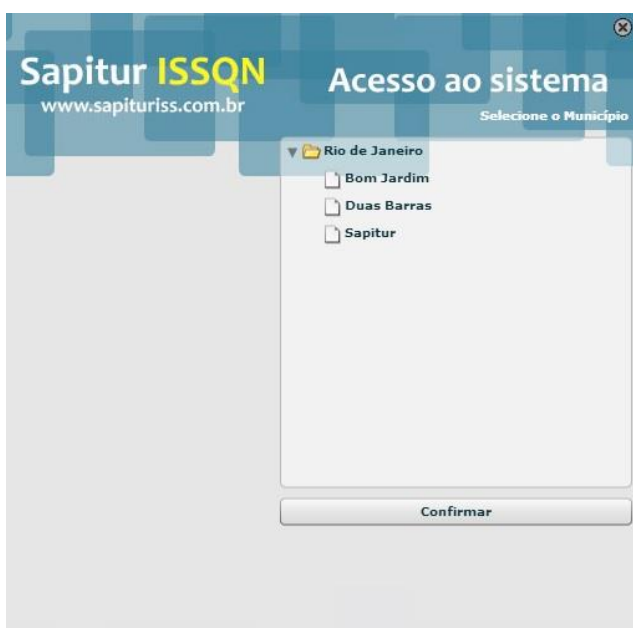 Sapitur ISSQN
www.sapituriss.com.br
Acesso ao sistema
Selecione o Município
Rio de Janeiro
Bom Jardim
Duas Barras
Sapitur
Confirmar